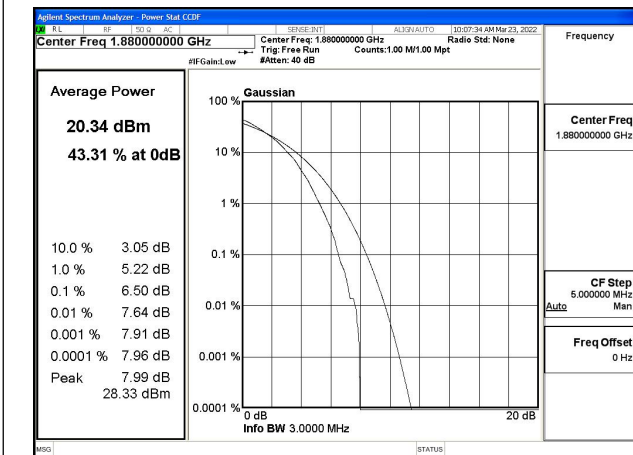 Agilent Spectrum Analyzer - Power Stat CCDF
RL RF 50 Ω AC SENSE:INT ALIGN AUTO 10:07:34 AM Mar 23, 2022
Center Freq 1.880000000 GHz
Center Freq: 1.880000000 GHz Radio Std: None
Trig: Free Run Counts:1.00 M/1.00 Mpt
#IFGain:Low #Atten: 40 dB
Frequency
Average Power
20.34 dBm
43.31 % at 0dB
10.0 % 3.05 dB
1.0 % 5.22 dB
0.1 % 6.50 dB
0.01 % 7.64 dB
0.001 % 7.91 dB
0.0001 % 7.96 dB
Peak 7.99 dB
28.33 dBm
Gaussian
100 %
10 %
1 %
0.1 %
0.01 %
0.001 %
0.0001 %
0 dB 20 dB
Info BW 3.0000 MHz
Center Freq
1.880000000 GHz
CF Step
5.000000 MHz
Auto Man
Freq Offset
0 Hz
MSG STATUS